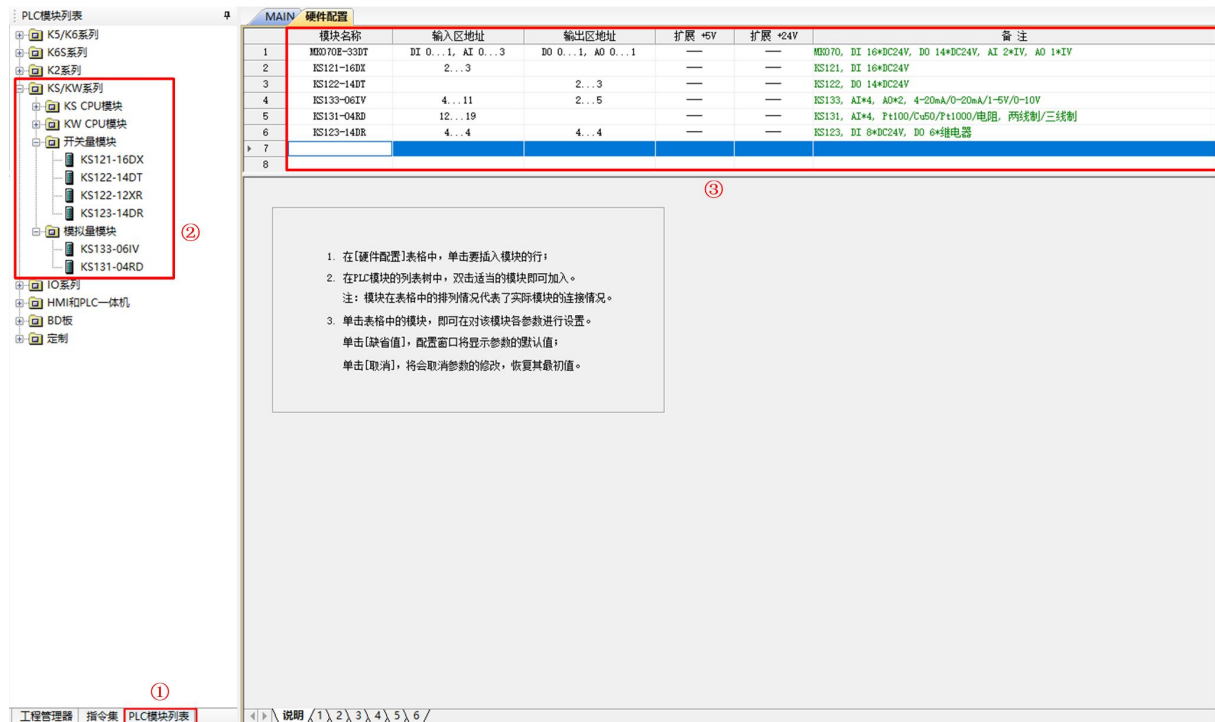 PLC模块列表
K5/K6系列
K6S系列
K2系列
KS/KW系列
KS CPU模块
KW CPU模块
开关量模块
KS121-16DX
KS122-14DT
KS122-12XR
KS123-14DR
模拟量模块
KS133-06IV
KS131-04RD
IO系列
HMI和PLC一体机
BD板
定制
②
①
工程管理器 指令集 PLC模块列表
MAIN 硬件配置
模块名称 输入区地址 输出区地址 扩展 +5V 扩展 +24V 备 注
1 MK070E-33DT DI 0...1, AI 0...3 DO 0...1, AO 0...1 — — MK070, DI 16*DC24V, DO 14*DC24V, AI 2*IV, AO 1*IV
2 KS121-16DX 2...3 — — KS121, DI 16*DC24V
3 KS122-14DT 2...3 — — KS122, DO 14*DC24V
4 KS133-06IV 4...11 2...5 — — KS133, AI*4, AO*2, 4-20mA/0-20mA/1-5V/0-10V
5 KS131-04RD 12...19 — — KS131, AI*4, Pt100/Cu50/Pt1000/电阻, 两线制/三线制
6 KS123-14DR 4...4 4...4 — — KS123, DI 8*DC24V, DO 6*继电器
7
8
③
1. 在[硬件配置]表格中，单击要插入模块的行；
2. 在PLC模块的列表树中，双击适当的模块即可加入。
注：模块在表格中的排列情况代表了实际模块的连接情况。
3. 单击表格中的模块，即可在对该模块各参数进行设置。
单击[缺省值]，配置窗口将显示参数的默认值；
单击[取消]，将会取消参数的修改，恢复其最初值。
说明 1 2 3 4 5 6